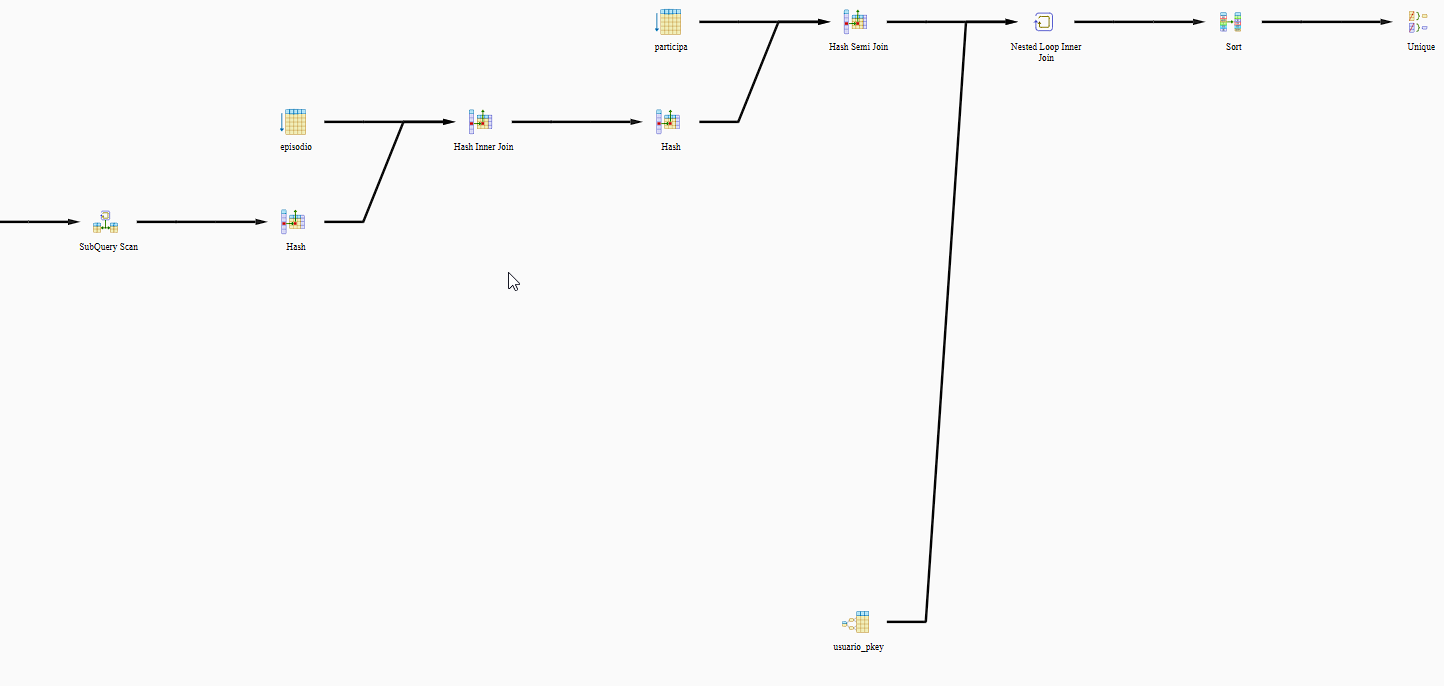 participa
Hash Semi Join
Nested Loop Inner
Join
Sort
Unique
episodio
Hash Inner Join
Hash
SubQuery Scan
Hash
usuario_pkey